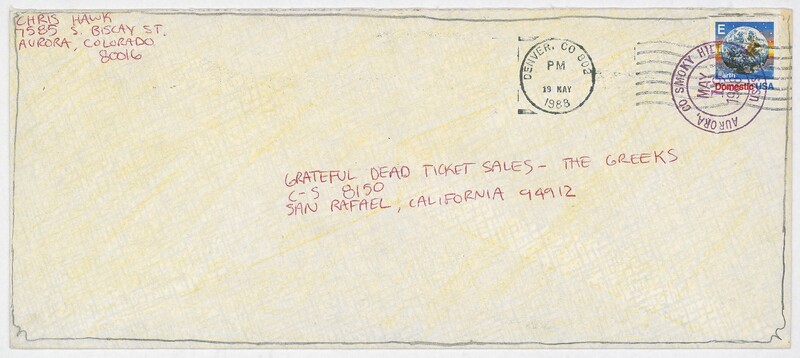 CHRIS HAWK
7585 S. BISCAY ST.
AURORA, COLORADO
80016
DENVER, CO 802
PM
19 MAY
1988
E
Earth
Domestic USA
AURORA, CO SMOKY HILL
MAY
GRATEFUL DEAD TICKET SALES - THE GREEKS
C-S 8150
SAN RAFAEL, CALIFORNIA 94912